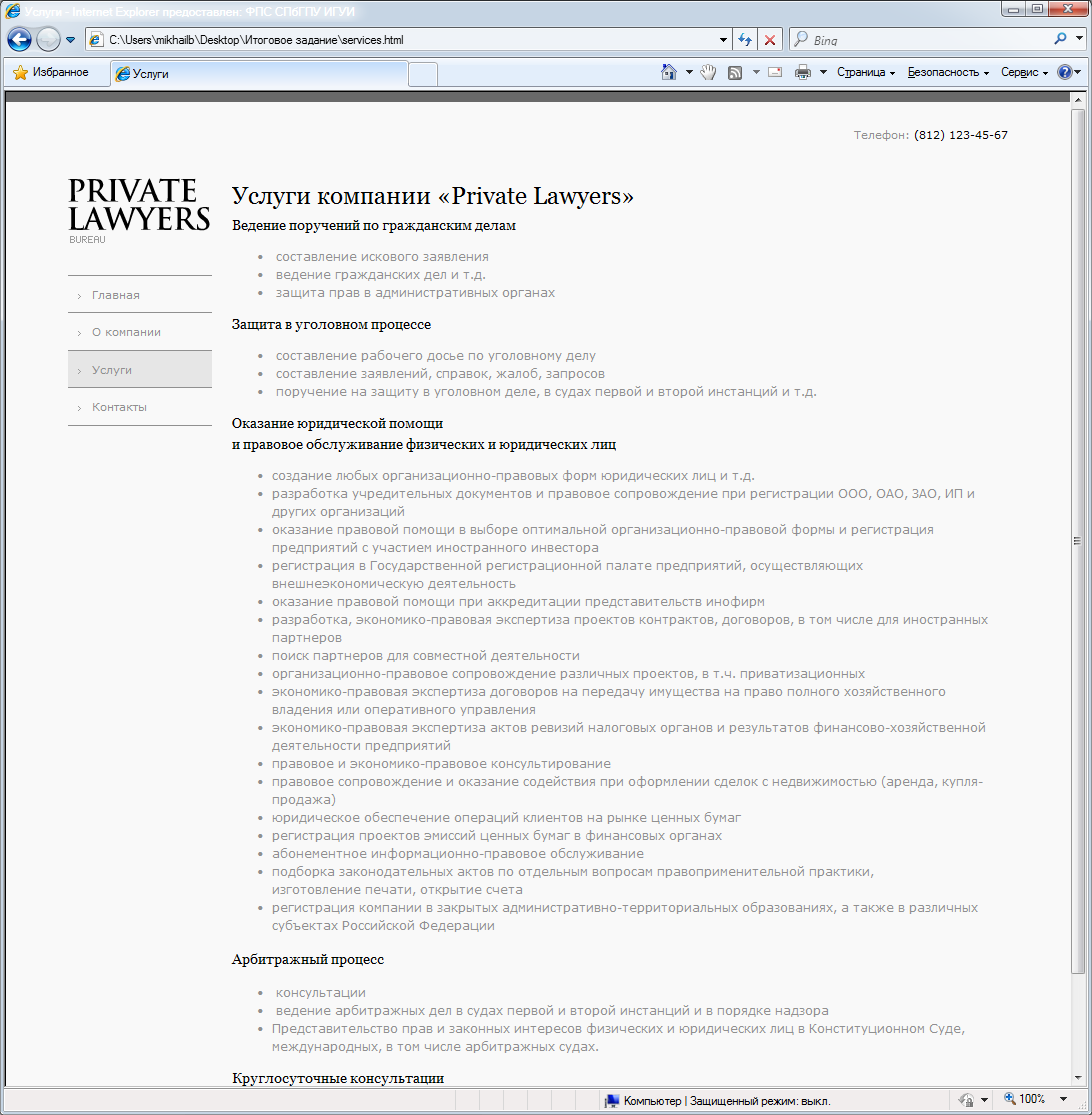 Услуги - Internet Explorer предоставлен: ФПС СПбГПУ ИГУИ
C:\Users\mikhailb\Desktop\Итоговое задание\services.html
Bing
Избранное
Услуги
Страница
Безопасность
Сервис
Телефон: (812) 123-45-67
PRIVATE
LAWYERS
BUREAU
Главная
О компании
Услуги
Контакты
Услуги компании «Private Lawyers»
Ведение поручений по гражданским делам
• составление искового заявления
• ведение гражданских дел и т.д.
• защита прав в административных органах
Защита в уголовном процессе
• составление рабочего досье по уголовному делу
• составление заявлений, справок, жалоб, запросов
• поручение на защиту в уголовном деле, в судах первой и второй инстанций и т.д.
Оказание юридической помощи
и правовое обслуживание физических и юридических лиц
• создание любых организационно-правовых форм юридических лиц и т.д.
• разработка учредительных документов и правовое сопровождение при регистрации ООО, ОАО, ЗАО, ИП и
других организаций
• оказание правовой помощи в выборе оптимальной организационно-правовой формы и регистрация
предприятий с участием иностранного инвестора
• регистрация в Государственной регистрационной палате предприятий, осуществляющих
внешнеэкономическую деятельность
• оказание правовой помощи при аккредитации представительств инофирм
• разработка, экономико-правовая экспертиза проектов контрактов, договоров, в том числе для иностранных
партнеров
• поиск партнеров для совместной деятельности
• организационно-правовое сопровождение различных проектов, в т.ч. приватизационных
• экономико-правовая экспертиза договоров на передачу имущества на право полного хозяйственного
владения или оперативного управления
• экономико-правовая экспертиза актов ревизий налоговых органов и результатов финансово-хозяйственной
деятельности предприятий
• правовое и экономико-правовое консультирование
• правовое сопровождение и оказание содействия при оформлении сделок с недвижимостью (аренда, купля-
продажа)
• юридическое обеспечение операций клиентов на рынке ценных бумаг
• регистрация проектов эмиссий ценных бумаг в финансовых органах
• абонементное информационно-правовое обслуживание
• подборка законодательных актов по отдельным вопросам правоприменительной практики,
изготовление печати, открытие счета
• регистрация компании в закрытых административно-территориальных образованиях, а также в различных
субъектах Российской Федерации
Арбитражный процесс
• консультации
• ведение арбитражных дел в судах первой и второй инстанций и в порядке надзора
• Представительство прав и законных интересов физических и юридических лиц в Конституционном Суде,
международных, в том числе арбитражных судах.
Круглосуточные консультации
Компьютер | Защищенный режим: выкл.
100%